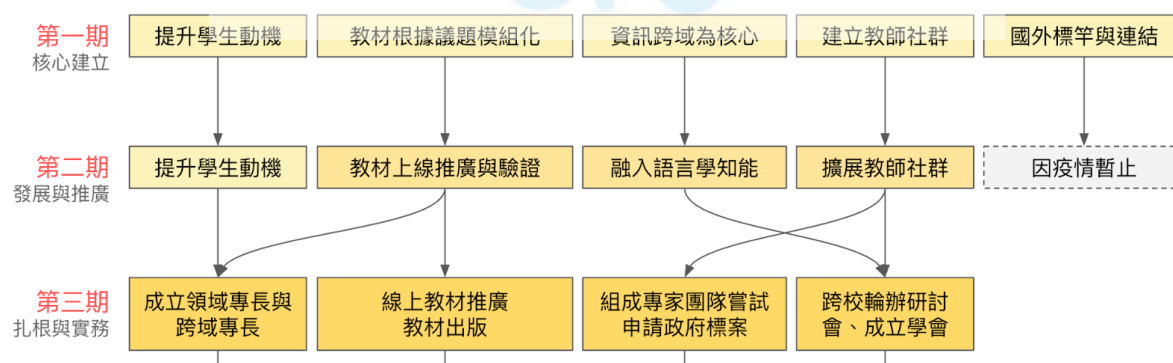 第一期
核心建立
提升學生動機
教材根據議題模組化
資訊跨域為核心
建立教師社群
國外標竿與連結
第二期
發展與推廣
提升學生動機
教材上線推廣與驗證
融入語言學知能
擴展教師社群
因疫情暫止
第三期
扎根與實務
成立領域專長與
跨域專長
線上教材推廣
教材出版
組成專家團隊嘗試
申請政府標案
跨校輪辦研討
會、成立學會